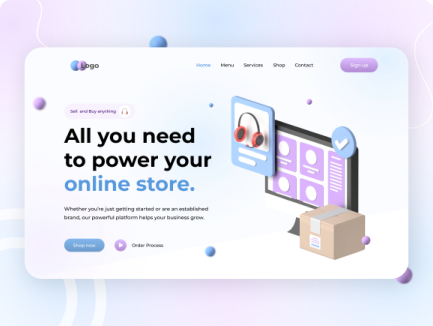 Logo
Home Menu Services Shop Contact
Sign up
Sell and Buy anything
All you need
to power your
online store.
Whether you're just getting started or are an established
brand, our powerful platform helps your business grow.
Shop now
Order Process